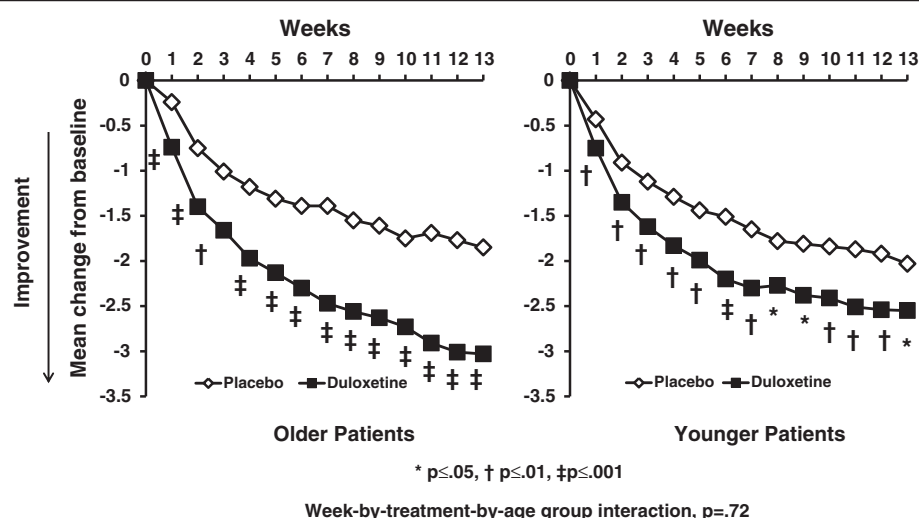 Weeks
0 1 2 3 4 5 6 7 8 9 10 11 12 13
0
-0.5
-1
-1.5
-2
-2.5
-3
-3.5
Improvement
Mean change from baseline
‡ ‡ † ‡ ‡ ‡ ‡ ‡ ‡ ‡ ‡ ‡ ‡
Placebo Duloxetine
Older Patients
Weeks
0 1 2 3 4 5 6 7 8 9 10 11 12 13
0
-0.5
-1
-1.5
-2
-2.5
-3
-3.5
† † † † † ‡ † * * † † † *
Placebo Duloxetine
Younger Patients
* p≤.05, † p≤.01, ‡p≤.001
Week-by-treatment-by-age group interaction, p=.72